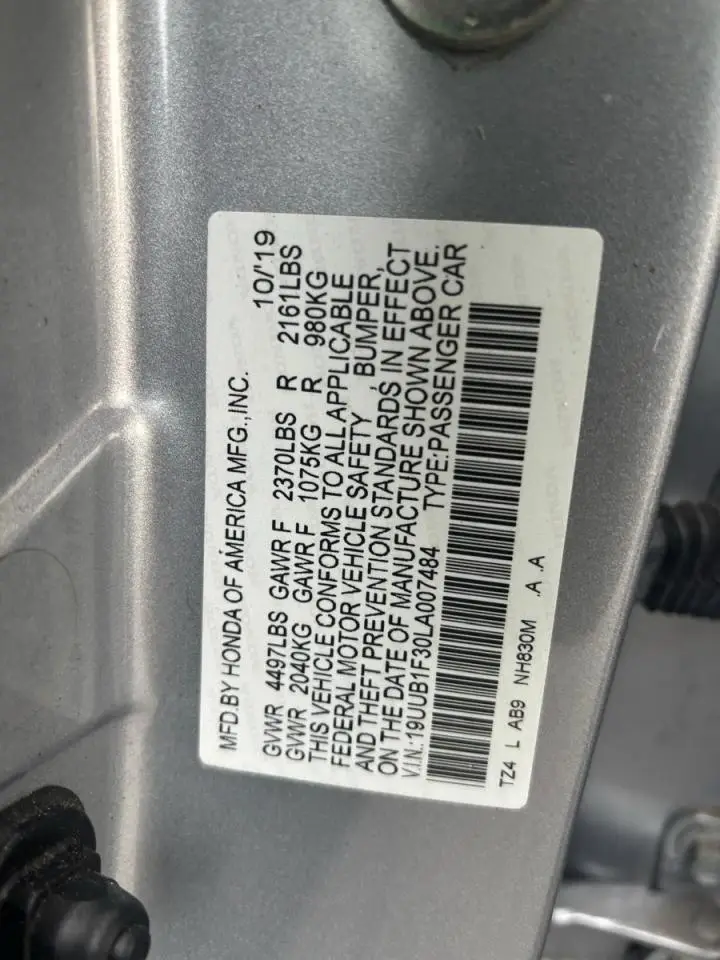 MFD.BY HONDA OF AMERICA MFG.,INC. 10/'19
GVWR 4497LBS GAWR F 2370LBS R 2161LBS
GVWR 2040KG GAWR F 1075KG R 980KG
THIS VEHICLE CONFORMS TO ALL APPLICABLE
FEDERAL MOTOR VEHICLE SAFETY , BUMPER,
AND THEFT PREVENTION STANDARDS, IN EFFECT
ON THE DATE OF MANUFACTURE SHOWN ABOVE.
V.I.N.:19UUB1F30LA007484 TYPE:PASSENGER CAR
TZ4 L AB9 NH830M .A .A